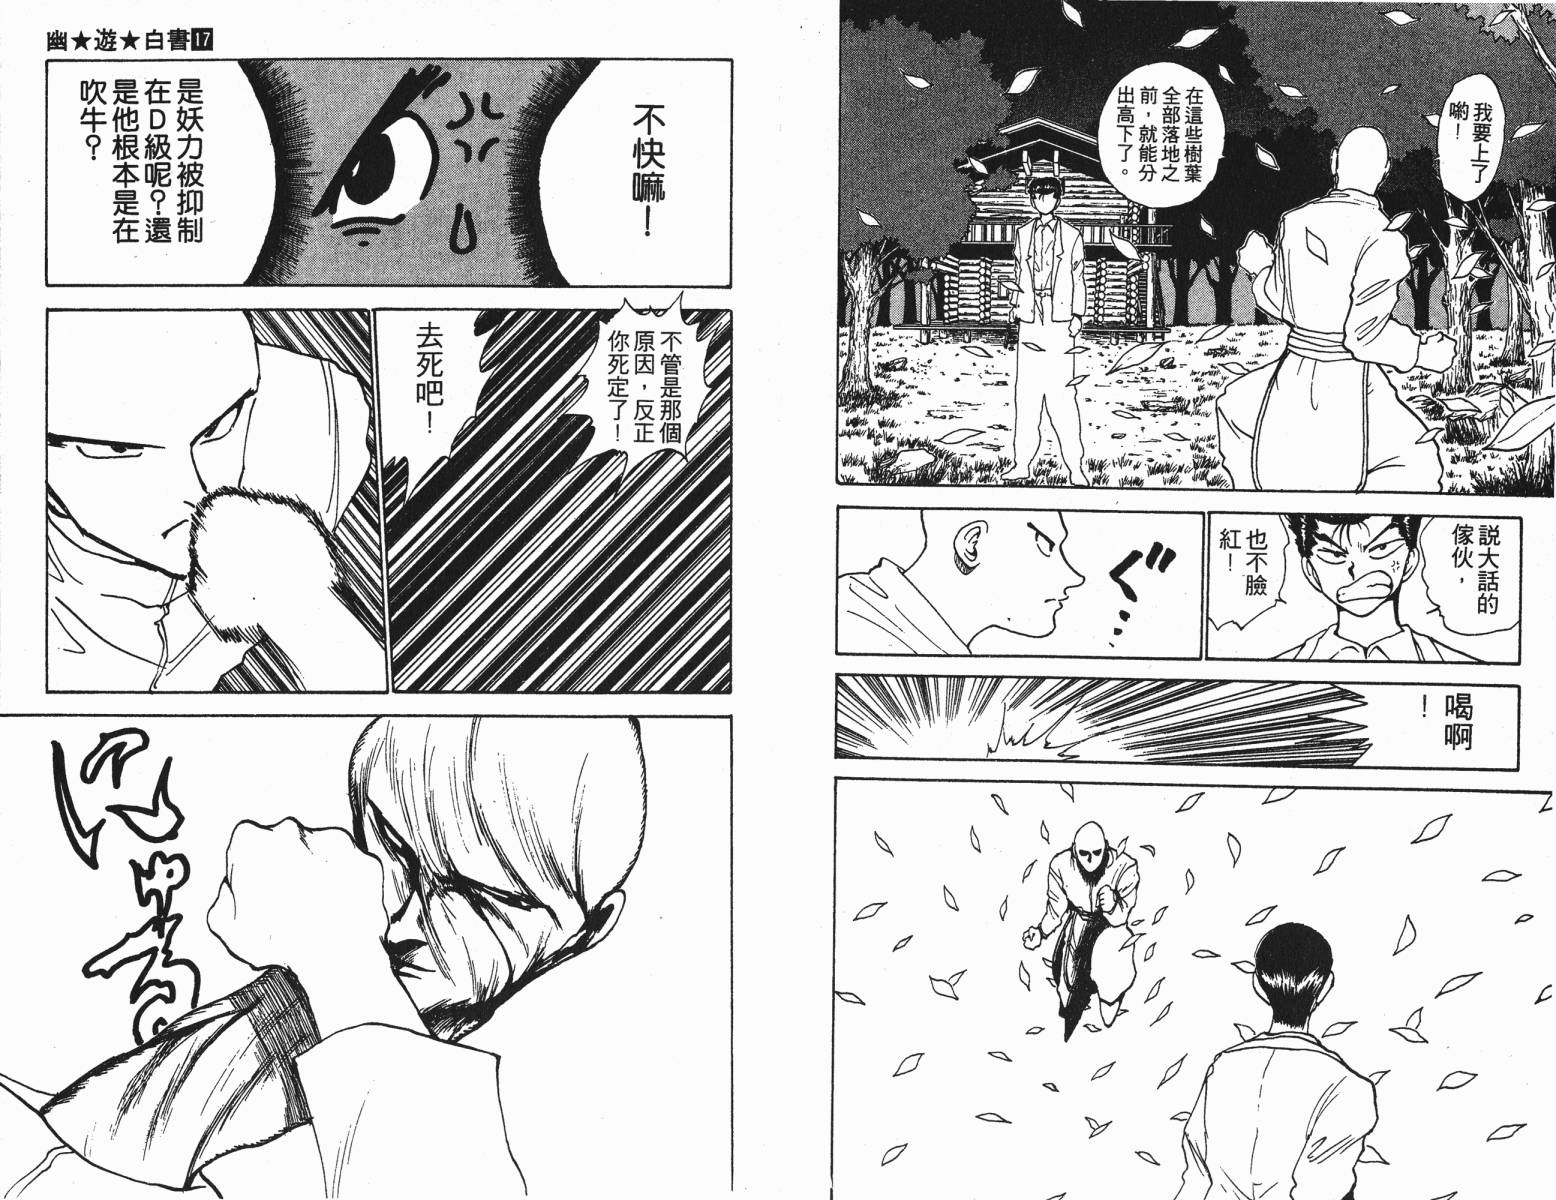 我要上了
喲！
在這些樹葉
全部落地之
前，就能分
出高下了。
說大話的
傢伙，
也不臉
紅！
ぐ
喝啊
！
幽★遊★白書17
不快嘛！
是妖力被抑制
在D級呢？還
是他根本是在
吹牛？
不管是那個
原因，反正
你死定了！
去死吧！